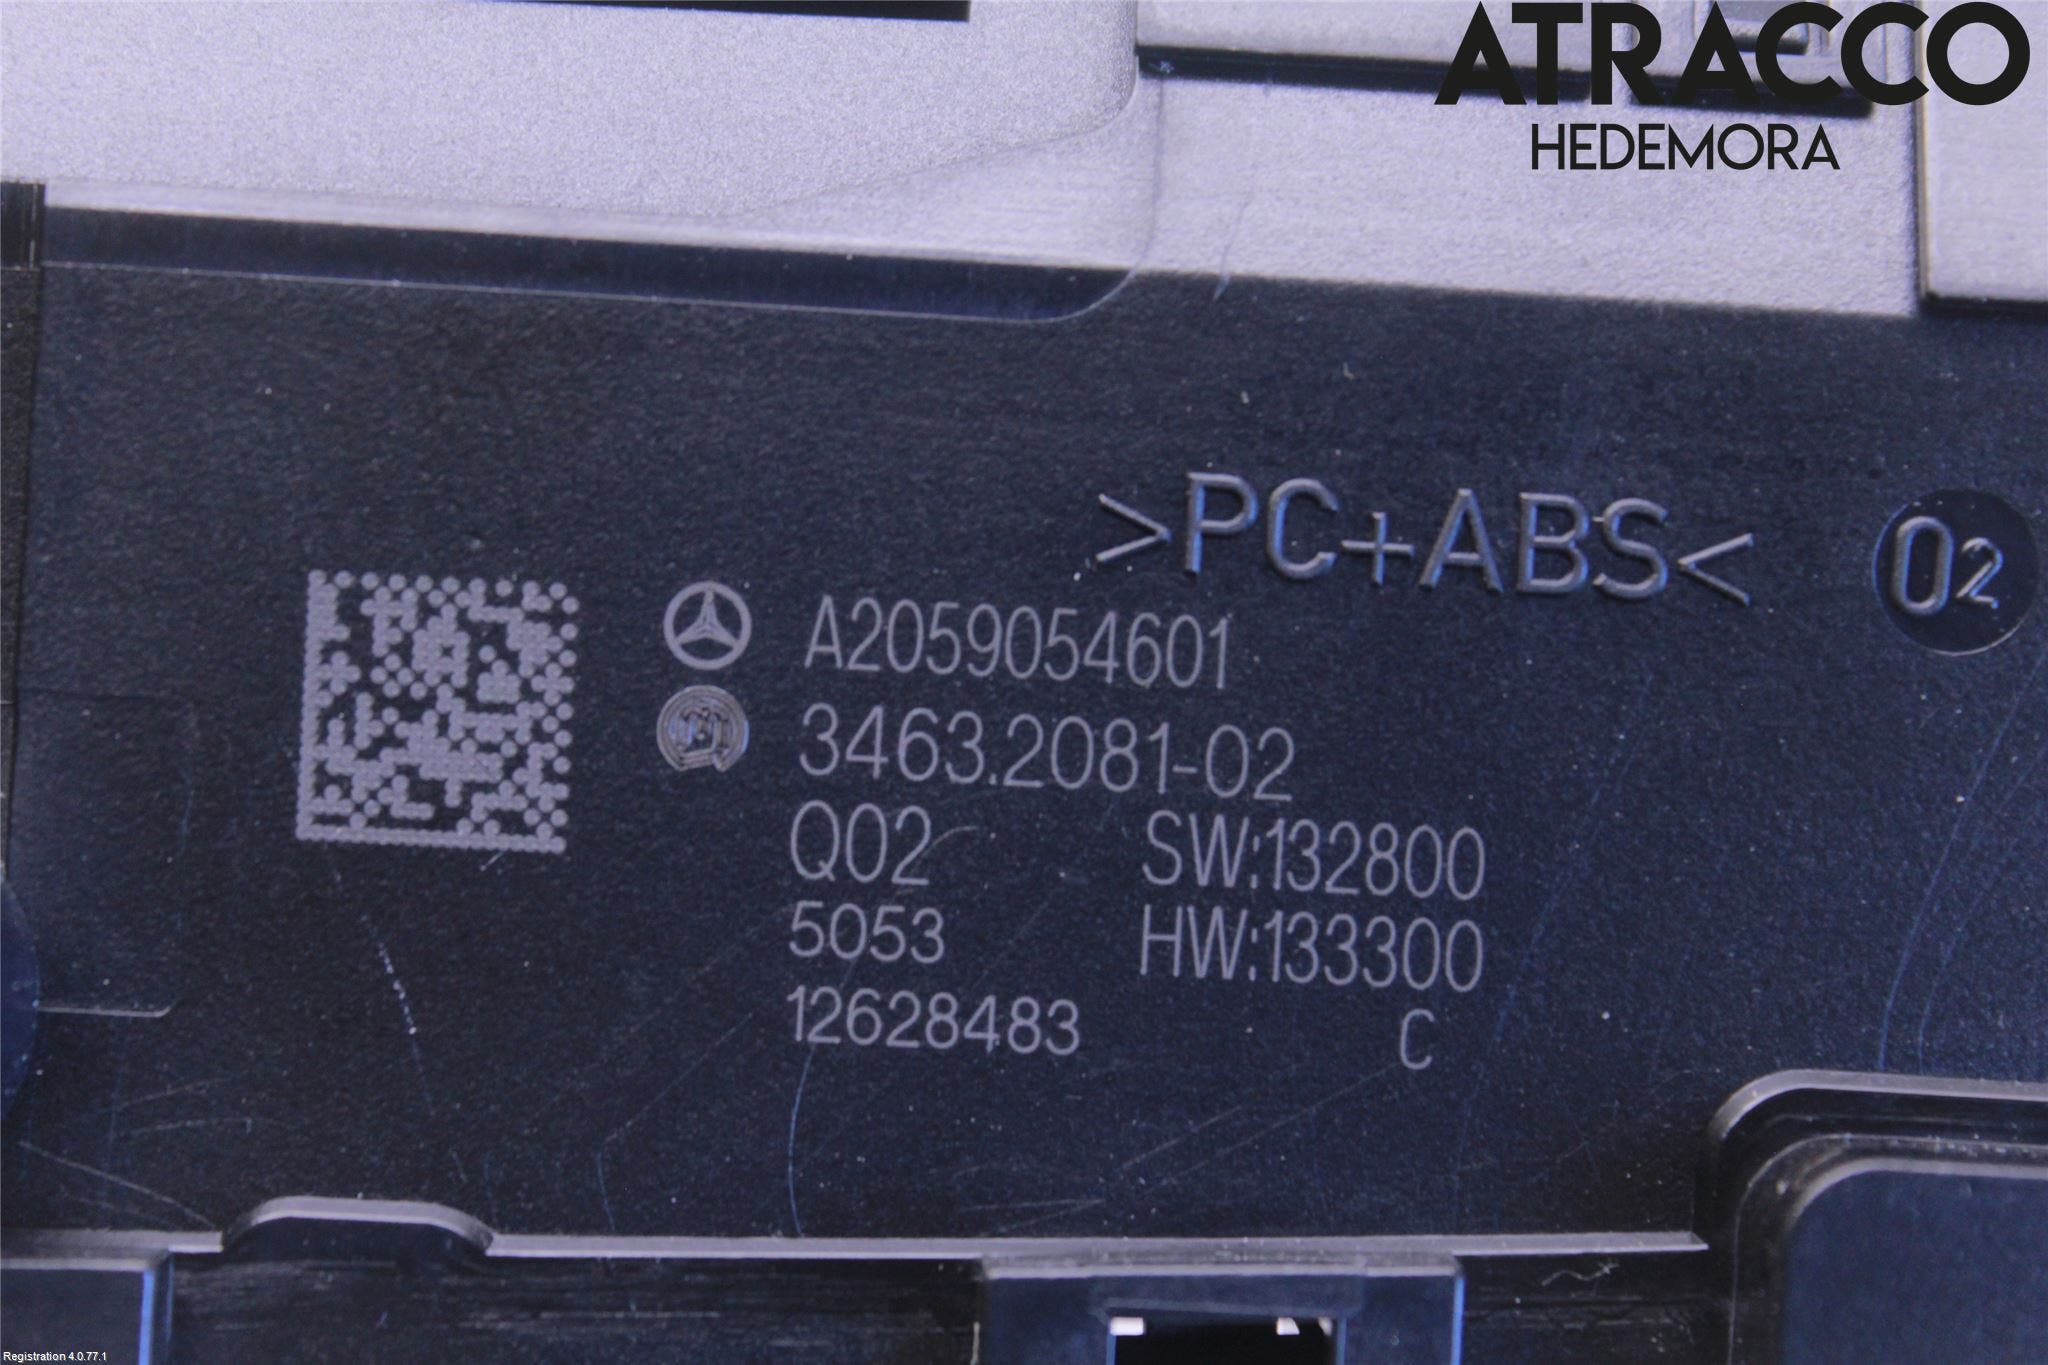 ATRACCO
HEDEMORA
>PC+ABS<
02
A2059054601
3463.2081-02
Q02 SW:132800
5053 HW:133300
12628483 C
Registration 4.0.77.1